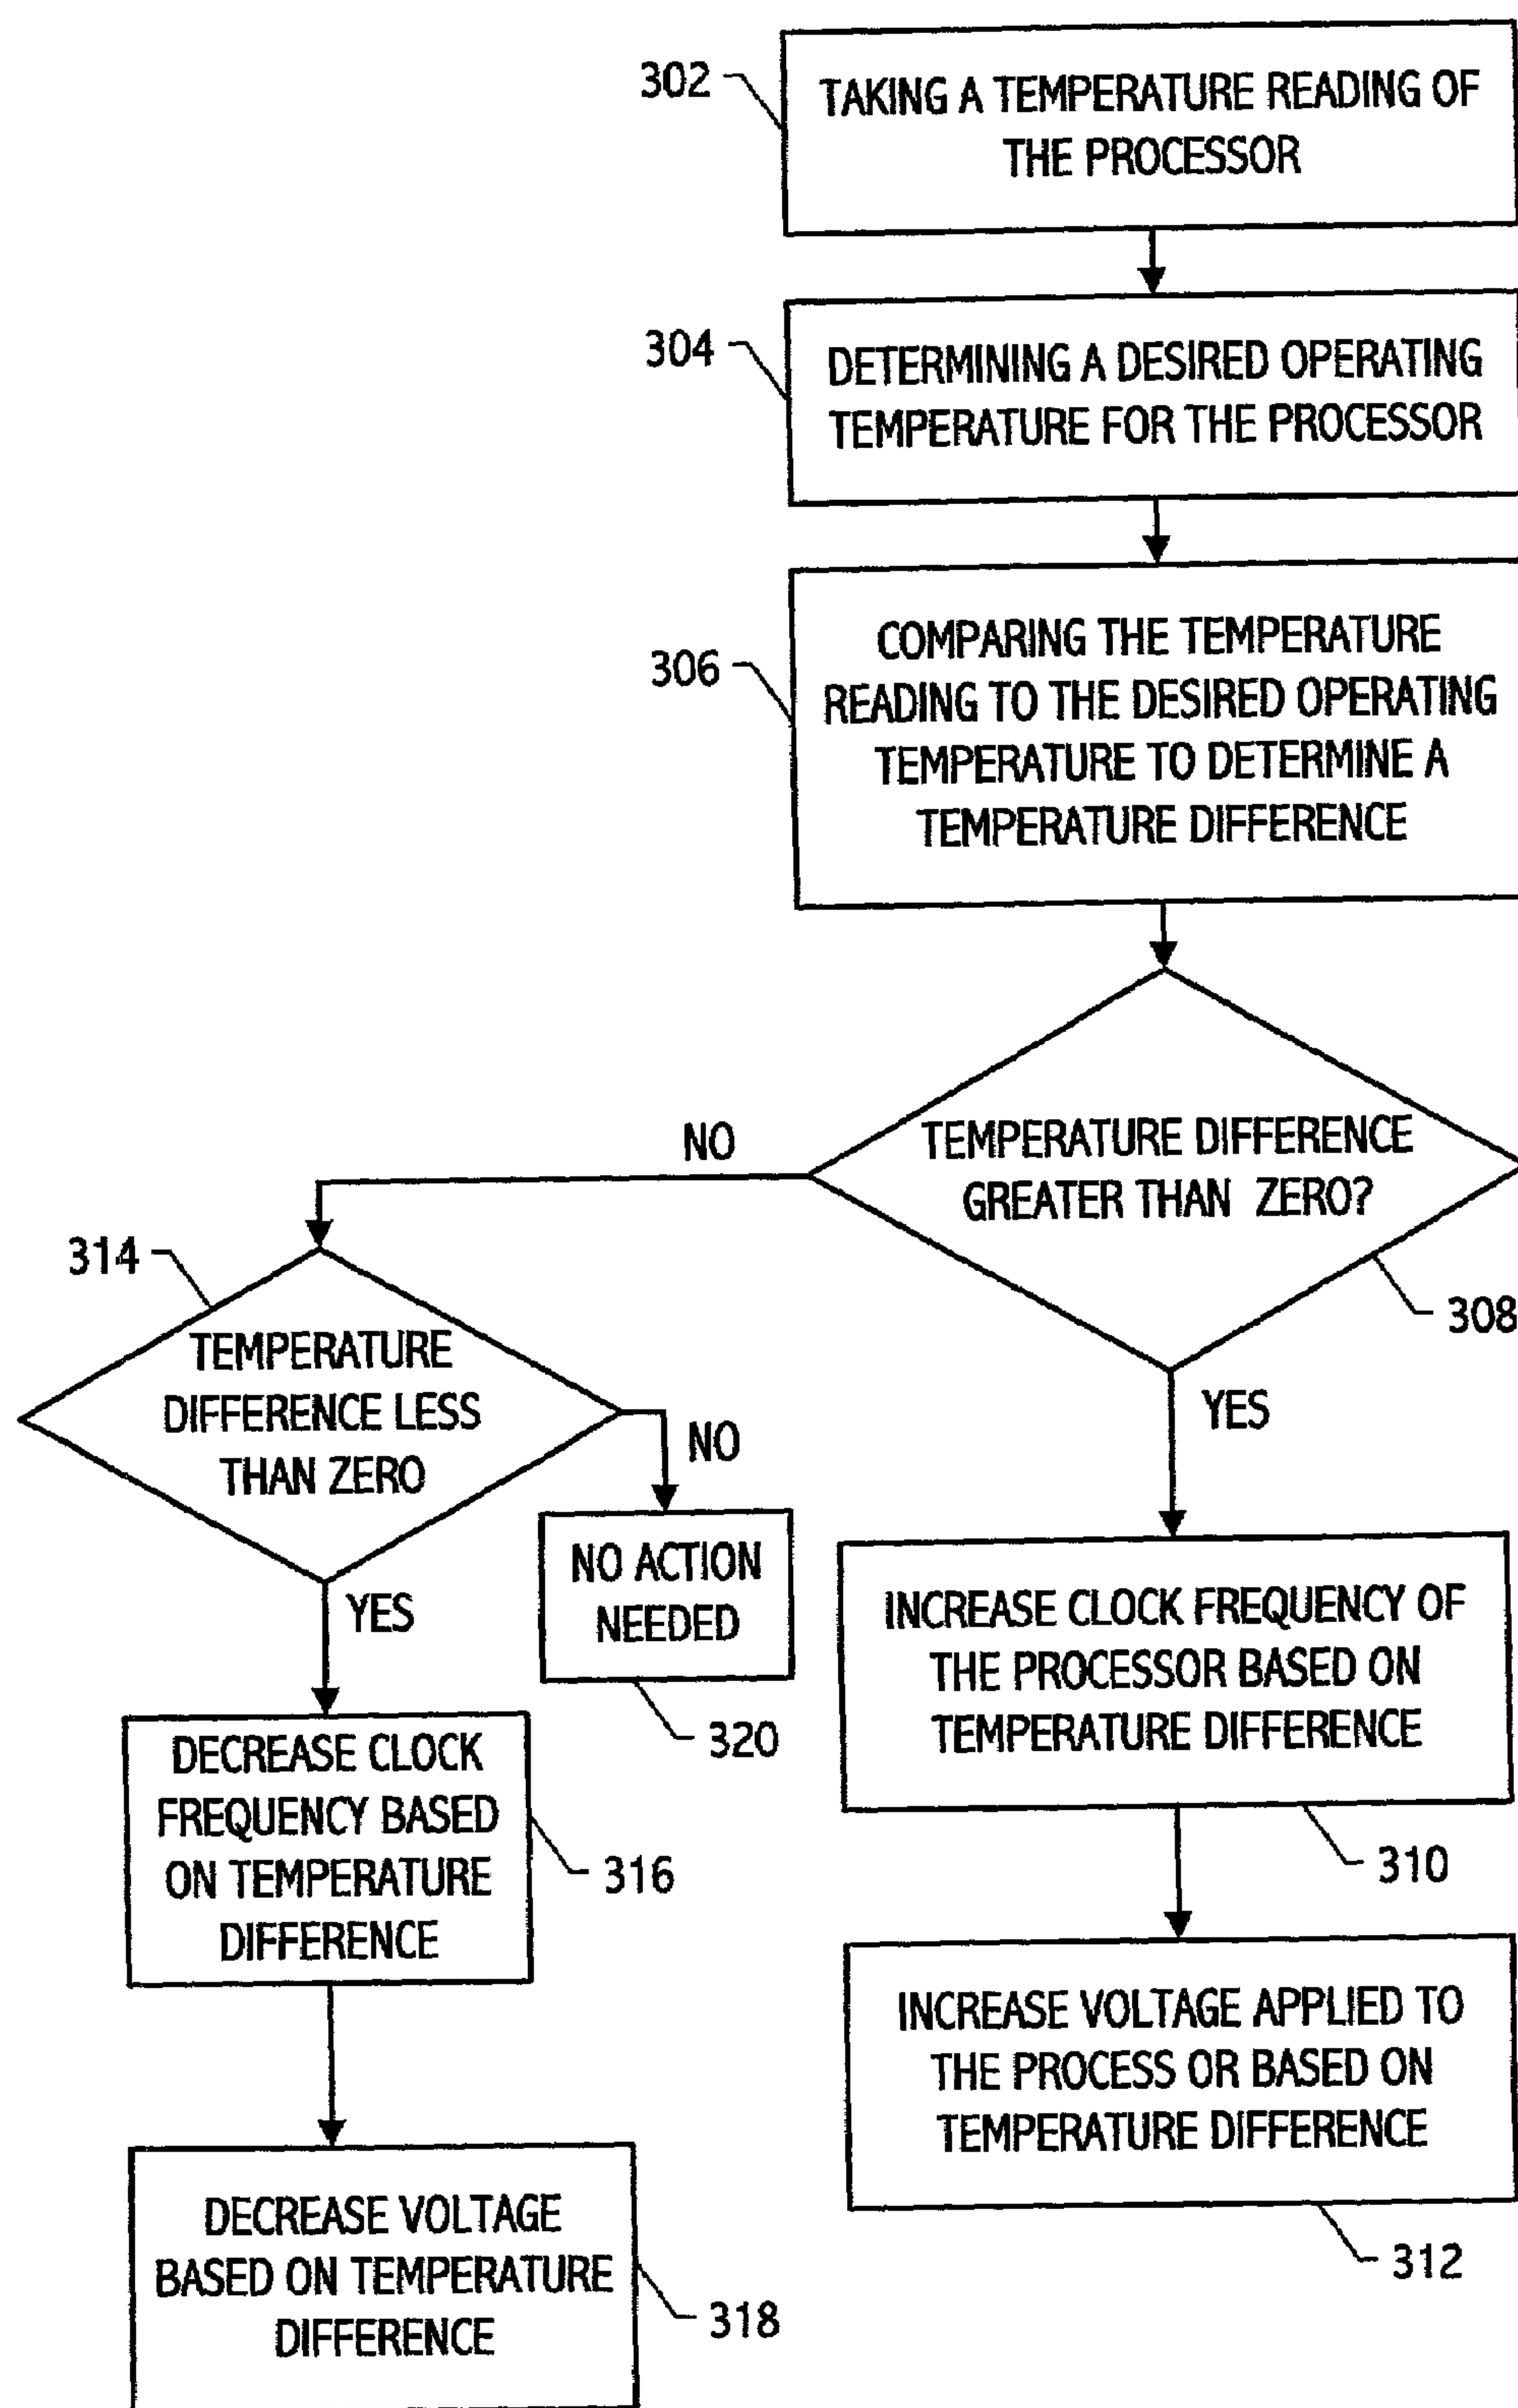 302
TAKING A TEMPERATURE READING OF
THE PROCESSOR
304
DETERMINING A DESIRED OPERATING
TEMPERATURE FOR THE PROCESSOR
306
COMPARING THE TEMPERATURE
READING TO THE DESIRED OPERATING
TEMPERATURE TO DETERMINE A
TEMPERATURE DIFFERENCE
NO
TEMPERATURE DIFFERENCE
GREATER THAN ZERO?
308
YES
314
TEMPERATURE
DIFFERENCE LESS
THAN ZERO
NO
NO ACTION
NEEDED
320
YES
INCREASE CLOCK FREQUENCY OF
THE PROCESSOR BASED ON
TEMPERATURE DIFFERENCE
310
DECREASE CLOCK
FREQUENCY BASED
ON TEMPERATURE
DIFFERENCE
316
INCREASE VOLTAGE APPLIED TO
THE PROCESS OR BASED ON
TEMPERATURE DIFFERENCE
312
DECREASE VOLTAGE
BASED ON TEMPERATURE
DIFFERENCE
318